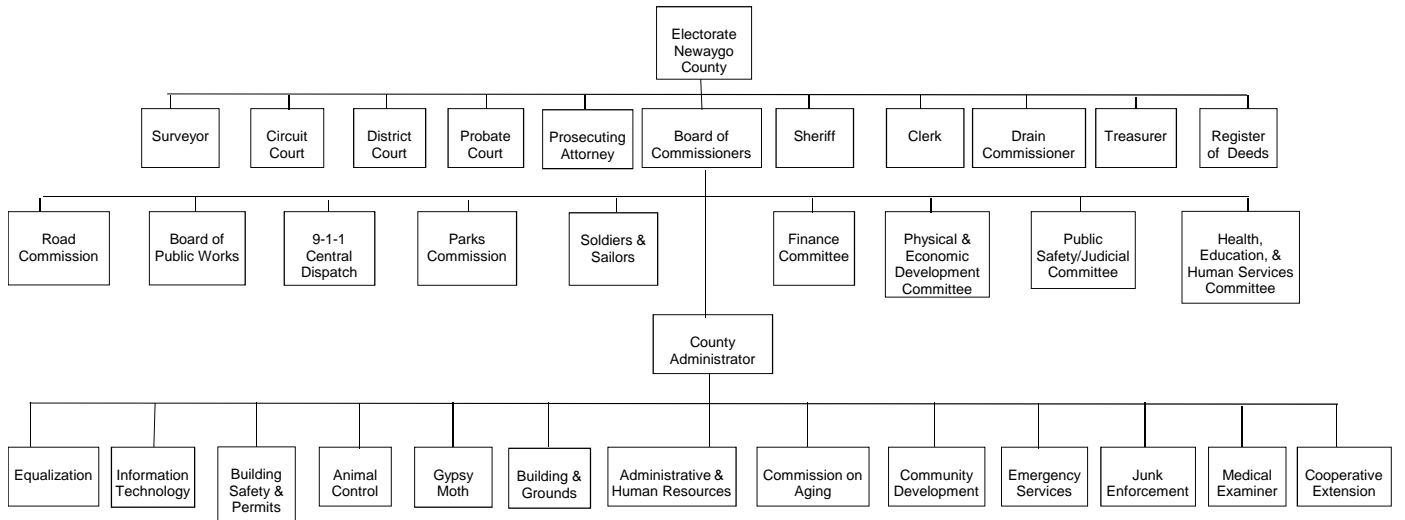 Electorate
Newaygo
County
Surveyor
Circuit
Court
District
Court
Probate
Court
Prosecuting
Attorney
Board of
Commissioners
Sheriff
Clerk
Drain
Commissioner
Treasurer
Register
of Deeds
Road
Commission
Board of
Public Works
9-1-1
Central
Dispatch
Parks
Commission
Soldiers &
Sailors
Finance
Committee
Physical &
Economic
Development
Committee
Public
Safety/Judicial
Committee
Health,
Education, &
Human Services
Committee
County
Administrator
Equalization
Information
Technology
Building
Safety &
Permits
Animal
Control
Gypsy
Moth
Building &
Grounds
Administrative &
Human Resources
Commission on
Aging
Community
Development
Emergency
Services
Junk
Enforcement
Medical
Examiner
Cooperative
Extension